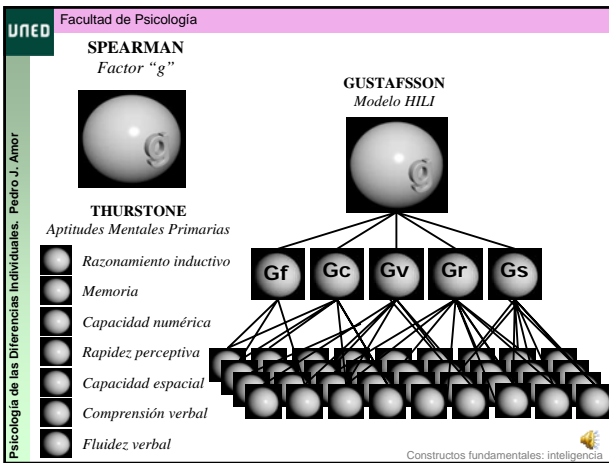 UNED
Facultad de Psicología
Psicología de las Diferencias Individuales. Pedro J. Amor
SPEARMAN
Factor “g”
g
THURSTONE
Aptitudes Mentales Primarias
Razonamiento inductivo
Memoria
Capacidad numérica
Rapidez perceptiva
Capacidad espacial
Comprensión verbal
Fluidez verbal
GUSTAFSSON
Modelo HILI
g
Gf Gc Gv Gr Gs
Constructos fundamentales: inteligencia